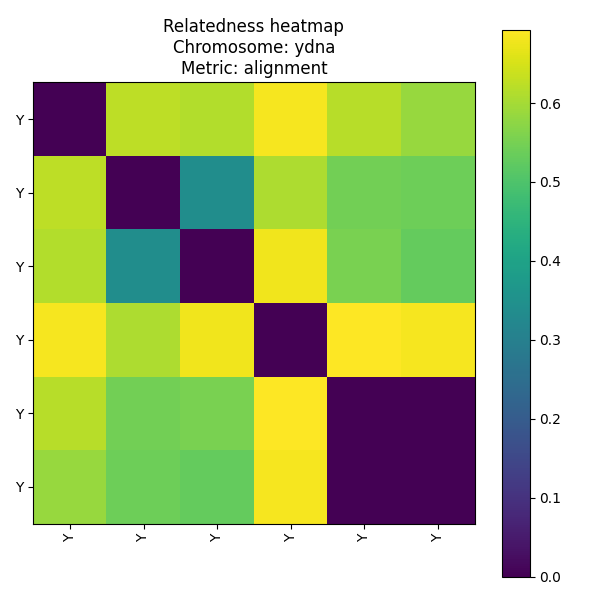 Relatedness heatmap
Chromosome: ydna
Metric: alignment
Y
Y
Y
Y
Y
Y
Y
Y
Y
Y
Y
Y
0.6
0.5
0.4
0.3
0.2
0.1
0.0